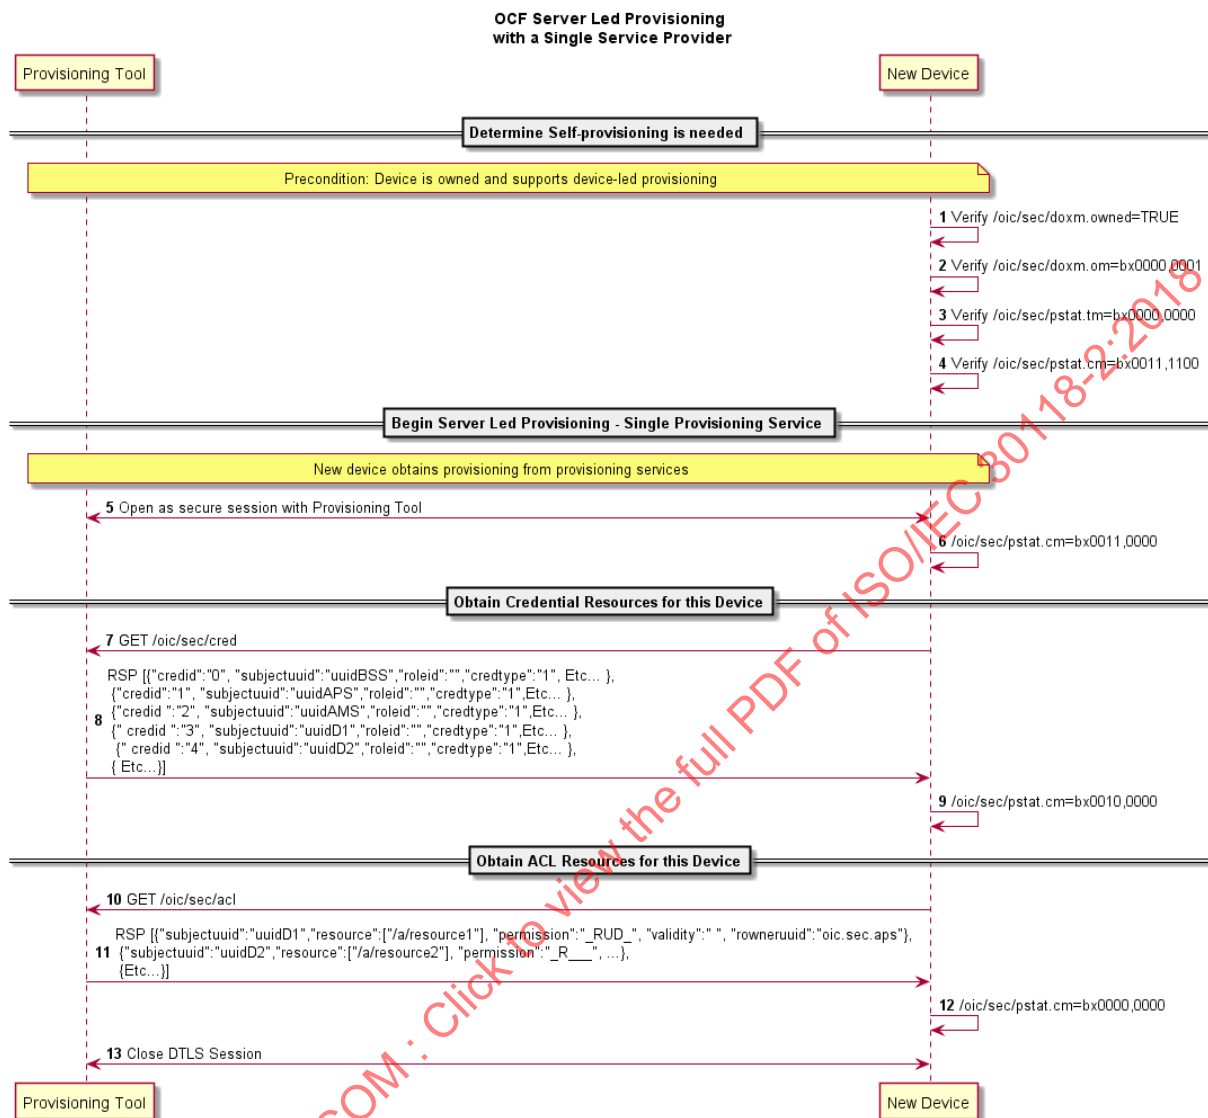 OCF Server Led Provisioning
with a Single Service Provider
Provisioning Tool
New Device
Determine Self-provisioning is needed
Precondition: Device is owned and supports device-led provisioning
1 Verify /oic/sec/doxm.owned=TRUE
2 Verify /oic/sec/doxm.om=bx0000,0001
3 Verify /oic/sec/pstat.tm=bx0000,0000
4 Verify /oic/sec/pstat.cm=bx0011,1100
Begin Server Led Provisioning - Single Provisioning Service
New device obtains provisioning from provisioning services
5 Open as secure session with Provisioning Tool
6 /oic/sec/pstat.cm=bx0011,0000
Obtain Credential Resources for this Device
7 GET /oic/sec/cred
RSP [{"credid":"0", "subjectuuid":"uuidBSS","roleid":"","credtype":"1", Etc... },
{"credid":"1", "subjectuuid":"uuidAPS","roleid":"","credtype":"1",Etc... },
8 {"credid ":"2", "subjectuuid":"uuidAMS","roleid":"","credtype":"1",Etc... },
{" credid ":"3", "subjectuuid":"uuidD1","roleid":"","credtype":"1",Etc... },
{" credid ":"4", "subjectuuid":"uuidD2","roleid":"","credtype":"1",Etc... },
{ Etc...}]
9 /oic/sec/pstat.cm=bx0010,0000
Obtain ACL Resources for this Device
10 GET /oic/sec/acl
RSP [{"subjectuuid":"uuidD1","resource":["/a/resource1"], "permission":"_RUD_", "validity":" ", "rowneruuid":"oic.sec.aps"},
11 {"subjectuuid":"uuidD2","resource":["/a/resource2"], "permission":"_R___", ...},
{Etc...}]
12 /oic/sec/pstat.cm=bx0000,0000
13 Close DTLS Session
Provisioning Tool
New Device
COM : Click to view the full PDF of ISO/IEC 30118-2:2018